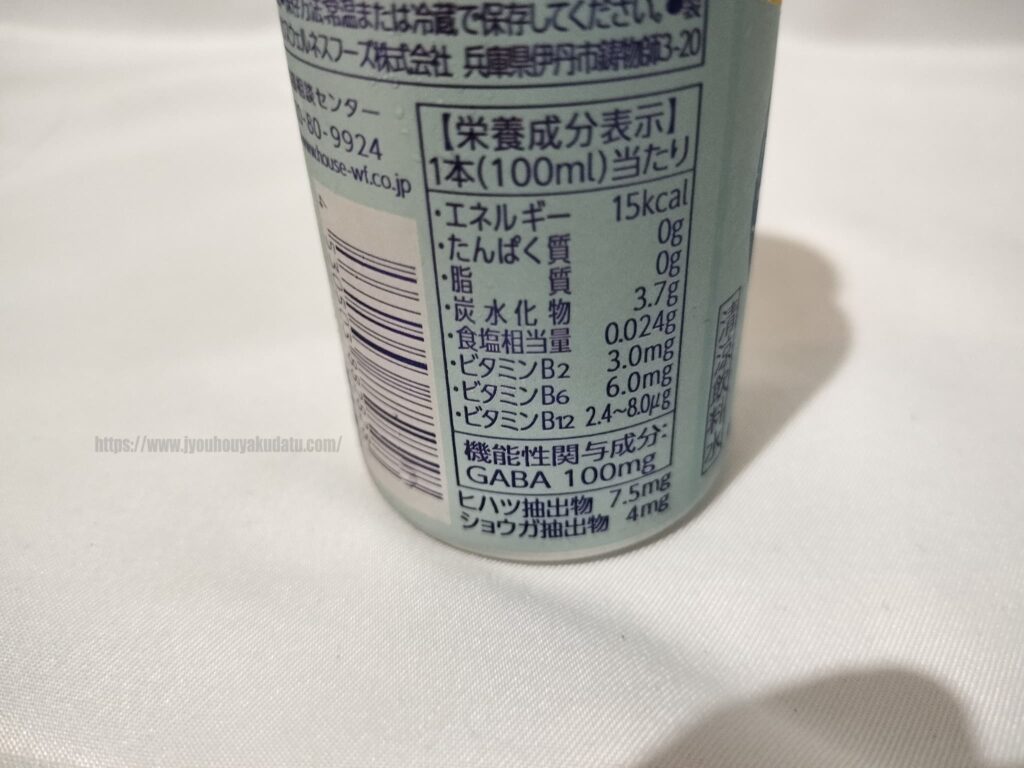 常温または冷蔵で保存してください。●製
ウェルネスフーズ株式会社 兵庫県伊丹市鋳物師3-20
相談センター
80-9924
house-wf.co.jp
【栄養成分表示】
1本(100ml)当たり
・エネルギー 15kcal
・たんぱく質 0g
・脂質 0g
・炭水化物 3.7g
・食塩相当量 0.024g
・ビタミンB2 3.0mg
・ビタミンB6 6.0mg
・ビタミンB12 2.4~8.0μg
機能性関与成分:
GABA 100mg
ヒハツ抽出物 7.5mg
ショウガ抽出物 4mg
清涼飲料水
https://www.jyouhouyakudatu.com/